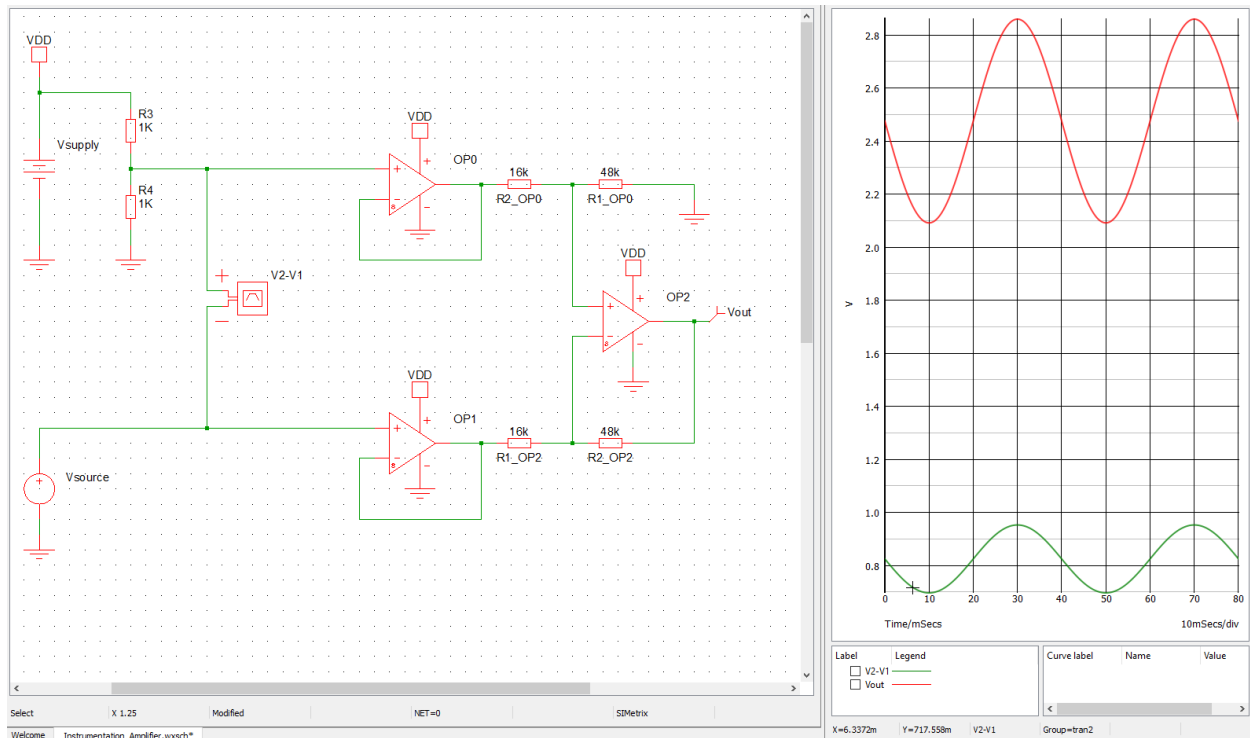 VDD
R3
1K
Vsupply
R4
1K
V2-V1
Vsource
VDD
+
OP0
+
-
s
-
16k
R2_OP0
48k
R1_OP0
VDD
+
OP2
+
-
s
-
Vout
VDD
+
OP1
+
-
s
-
16k
R1_OP2
48k
R2_OP2
+
Select
X 1.25
Modified
NET=0
SIMetrix
Welcome
Instrumentation_Amplifier.wxsch*
V
2.8
2.6
2.4
2.2
2.0
1.8
1.6
1.4
1.2
1.0
0.8
0 10 20 30 40 50 60 70 80
Time/mSecs
10mSecs/div
Label Legend
V2-V1
Vout
Curve label Name Value
X=6.3372m Y=717.558m V2-V1 Group=tran2